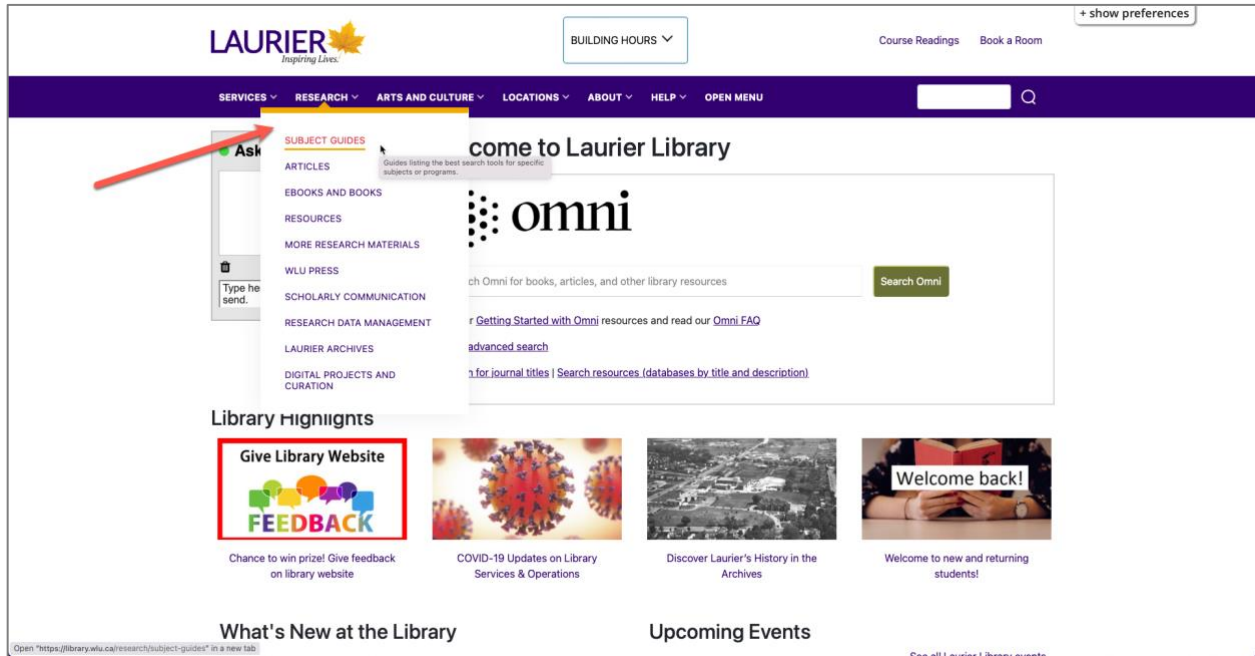 + show preferences
LAURIER
Inspiring Lives.
BUILDING HOURS
Course Readings Book a Room
SERVICES RESEARCH ARTS AND CULTURE LOCATIONS ABOUT HELP OPEN MENU
SUBJECT GUIDES
Guides listing the best search tools for specific
subjects or programs.
ARTICLES
EBOOKS AND BOOKS
RESOURCES
MORE RESEARCH MATERIALS
WLU PRESS
SCHOLARLY COMMUNICATION
RESEARCH DATA MANAGEMENT
LAURIER ARCHIVES
DIGITAL PROJECTS AND
CURATION
Ask
Type he
send.
come to Laurier Library
omni
ch Omni for books, articles, and other library resources
Search Omni
r Getting Started with Omni resources and read our Omni FAQ
advanced search
n for journal titles | Search resources (databases by title and description)
Library Highlights
Give Library Website
FEEDBACK
Welcome back!
Chance to win prize! Give feedback
on library website
COVID-19 Updates on Library
Services & Operations
Discover Laurier's History in the
Archives
Welcome to new and returning
students!
What's New at the Library
Upcoming Events
See all Laurier Library events
Open "https://library.wlu.ca/research/subject-guides" in a new tab